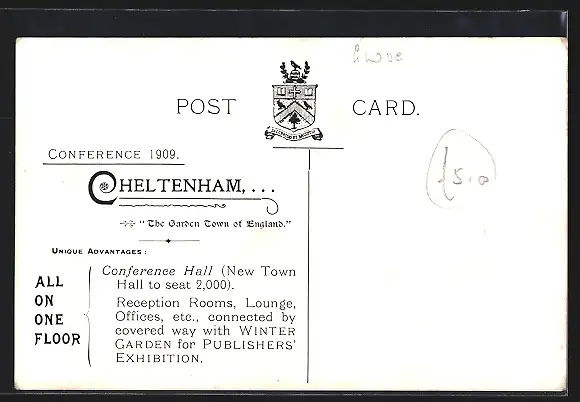 POST CARD.
CONFERENCE 1909.
CHELTENHAM, ...
"The Garden Town of England."
UNIQUE ADVANTAGES:
ALL
ON
ONE
FLOOR
Conference Hall (New Town
Hall to seat 2,000).
Reception Rooms, Lounge,
Offices, etc., connected by
covered way with WINTER
GARDEN for PUBLISHERS'
EXHIBITION.